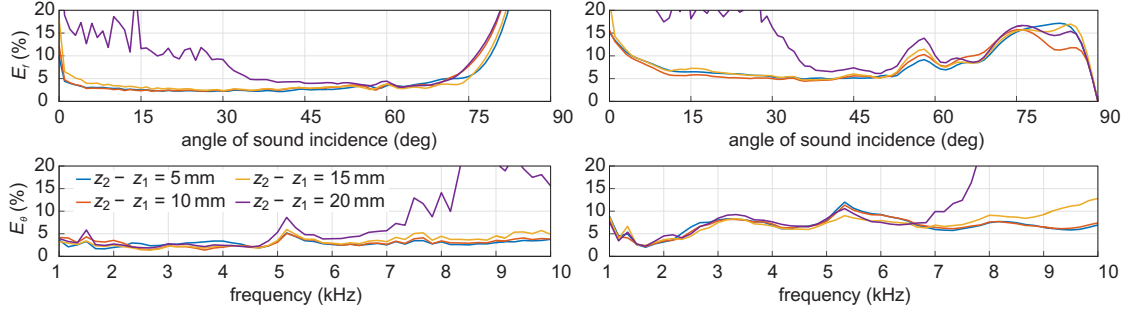 20
15
10
5
0
E_f (%)
0 15 30 45 60 75 90
angle of sound incidence (deg)
20
15
10
5
0
0 15 30 45 60 75 90
angle of sound incidence (deg)
20
15
10
5
0
E_θ (%)
z₂ − z₁ = 5 mm z₂ − z₁ = 15 mm
z₂ − z₁ = 10 mm z₂ − z₁ = 20 mm
1 2 3 4 5 6 7 8 9 10
frequency (kHz)
20
15
10
5
0
1 2 3 4 5 6 7 8 9 10
frequency (kHz)